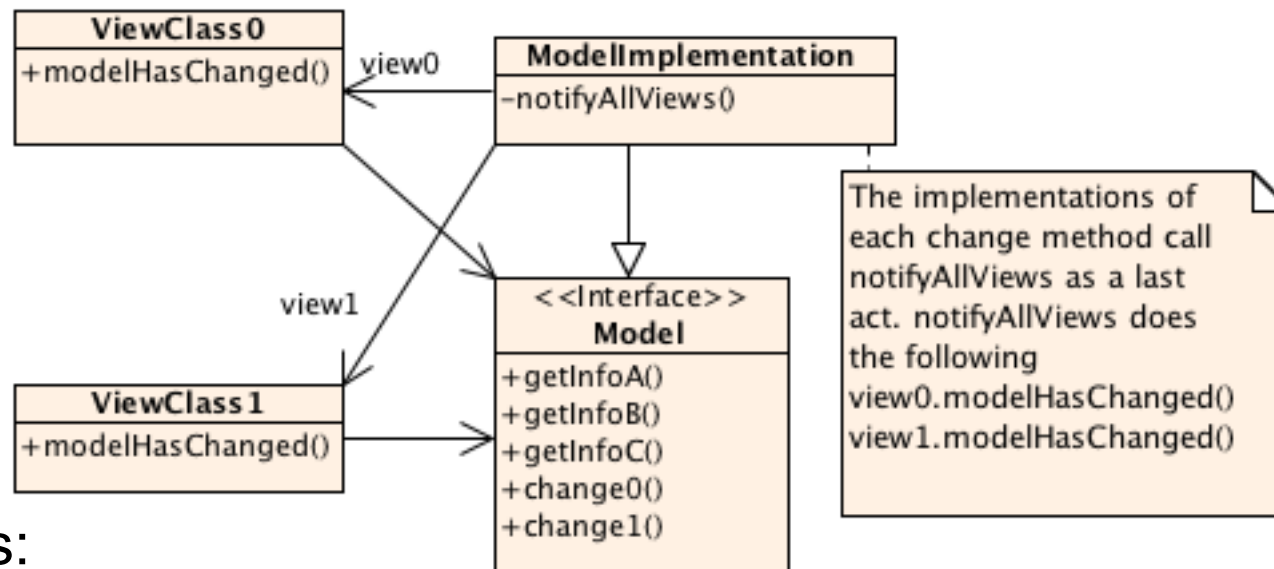 ViewClass0
+modelHasChanged()
view0
ModelImplementation
-notifyAllViews()
The implementations of
each change method call
notifyAllViews as a last
act. notifyAllViews does
the following
view0.modelHasChanged()
view1.modelHasChanged()
view1
<<Interface>>
Model
+getInfoA()
+getInfoB()
+getInfoC()
+change0()
+change1()
ViewClass1
+modelHasChanged()
s: